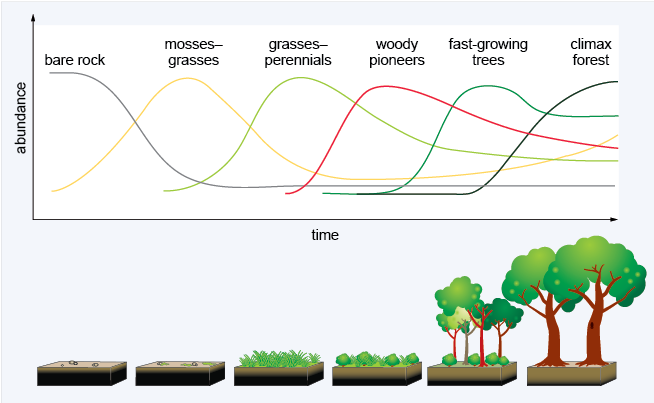 bare rock
mosses–
grasses
grasses–
perennials
woody
pioneers
fast-growing
trees
climax
forest
abundance
time